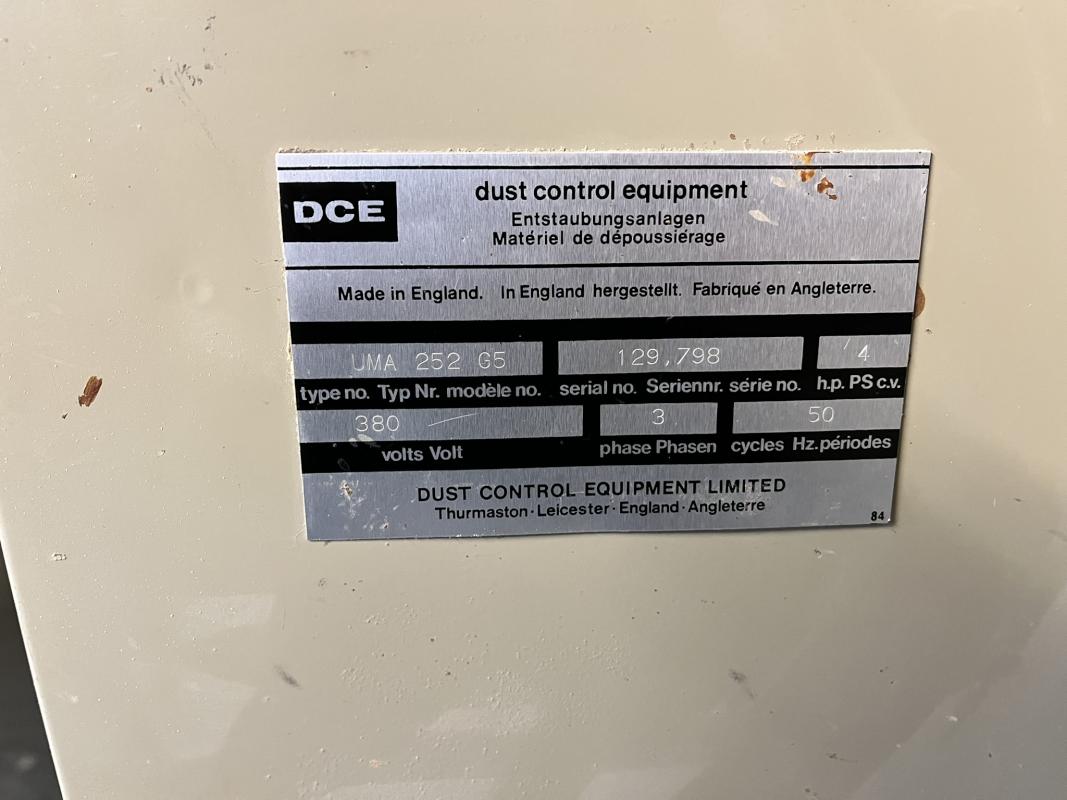 DCE
dust control equipment
Entstaubungsanlagen
Matériel de dépoussiérage
Made in England. In England hergestellt. Fabriqué en Angleterre.
UMA 252 G5 129,798 4
type no. Typ Nr. modèle no. serial no. Seriennr. série no. h.p. PS c.v.
380 3 50
volts Volt phase Phasen cycles Hz. périodes
DUST CONTROL EQUIPMENT LIMITED
Thurmaston · Leicester · England · Angleterre
84